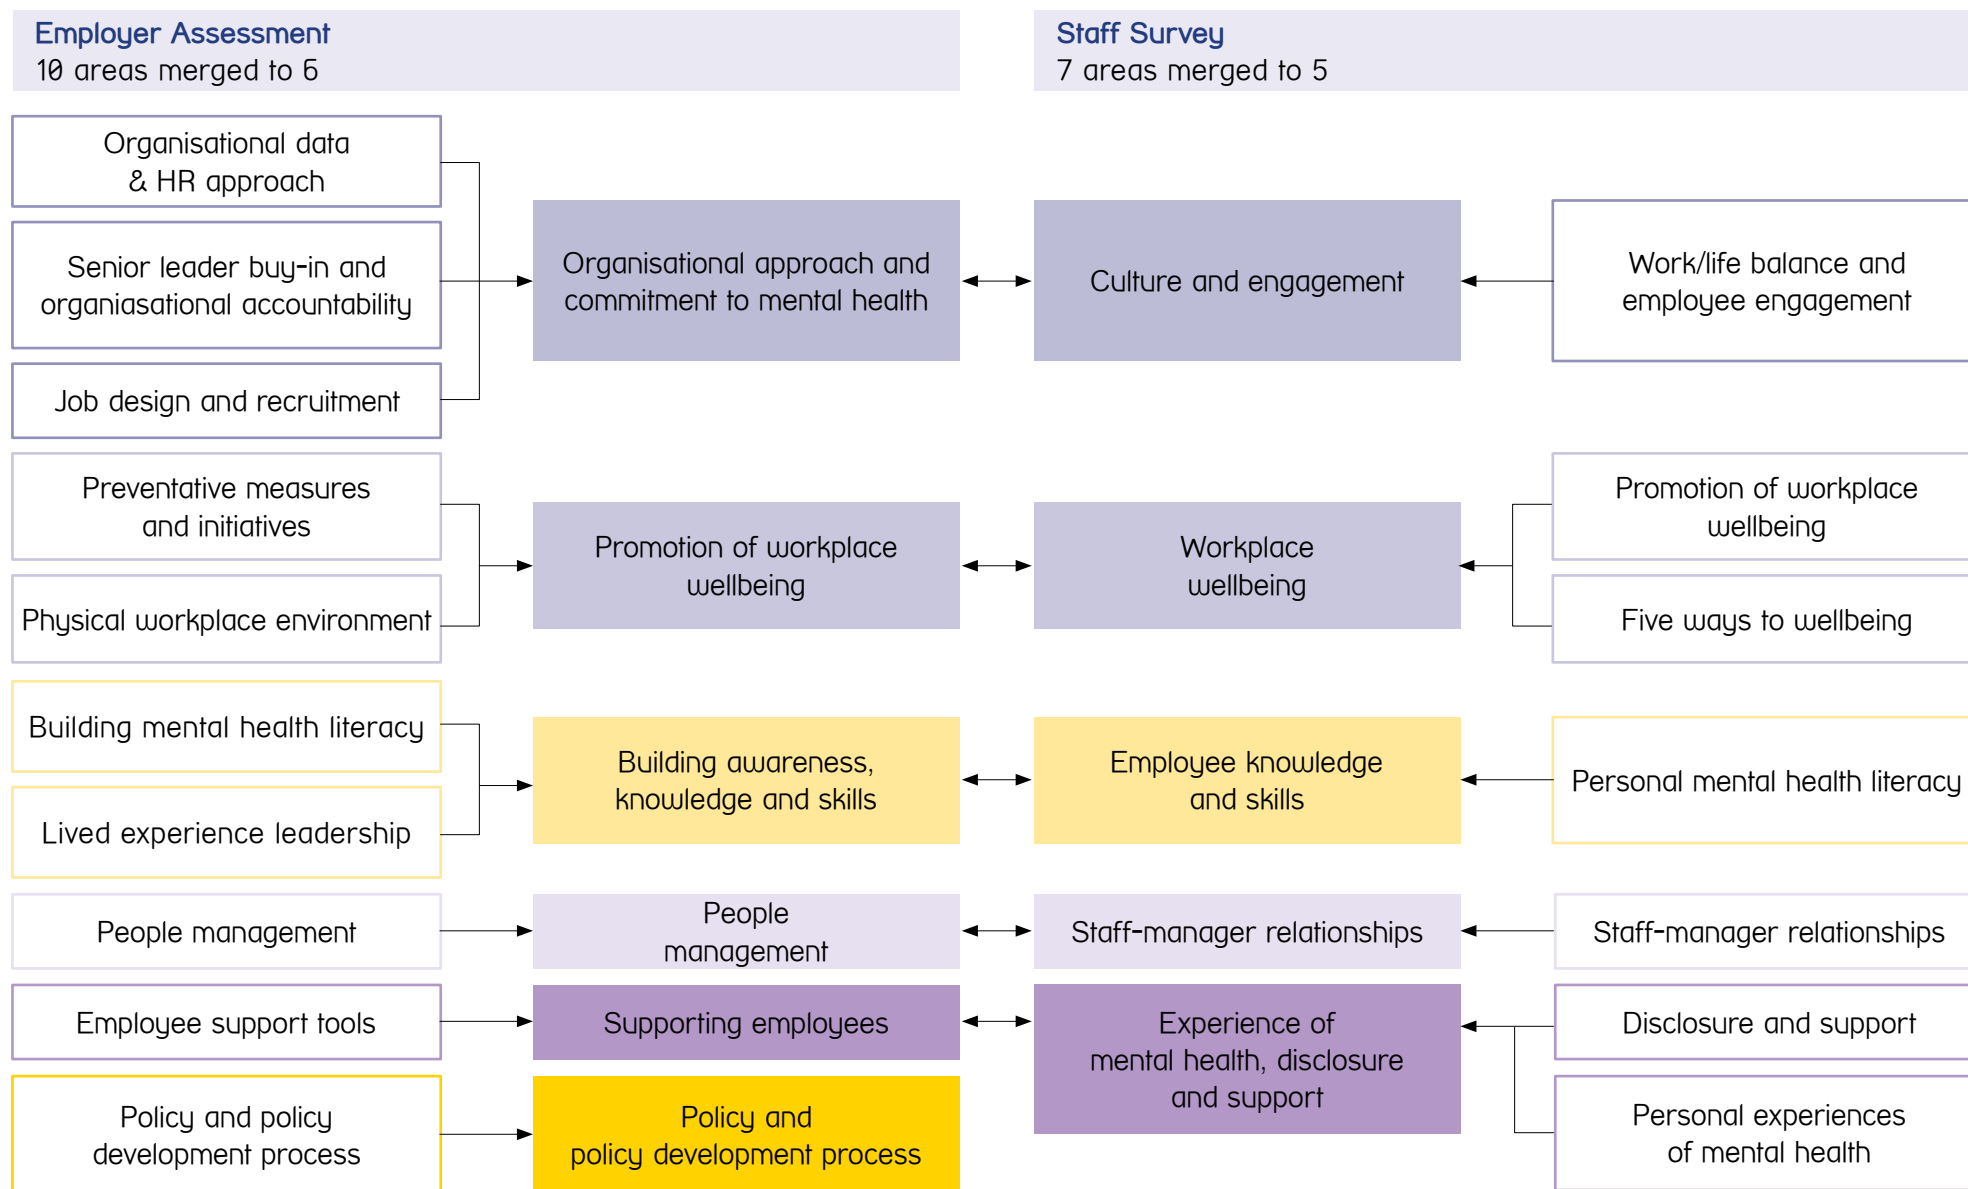 Employer Assessment
10 areas merged to 6
Staff Survey
7 areas merged to 5
Organisational data
& HR approach
Senior leader buy-in and
organiasational accountability
Job design and recruitment
Organisational approach and
commitment to mental health
Culture and engagement
Work/life balance and
employee engagement
Preventative measures
and initiatives
Physical workplace environment
Promotion of workplace
wellbeing
Workplace
wellbeing
Promotion of workplace
wellbeing
Five ways to wellbeing
Building mental health literacy
Lived experience leadership
Building awareness,
knowledge and skills
Employee knowledge
and skills
Personal mental health literacy
People management
People
management
Staff-manager relationships
Staff-manager relationships
Employee support tools
Supporting employees
Experience of
mental health, disclosure
and support
Disclosure and support
Policy and policy
development process
Policy and
policy development process
Personal experiences
of mental health